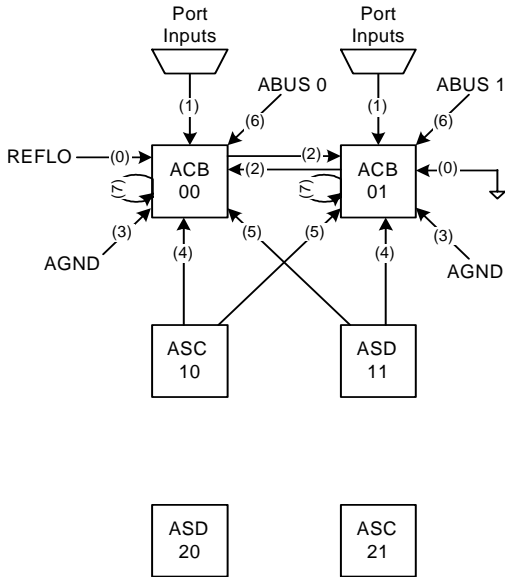 Port
Inputs
Port
Inputs
ABUS 0
ABUS 1
(1)
(1)
(6)
(6)
REFLO
(0)
ACB
00
(2)
(2)
ACB
01
(0)
(7)
(7)
(3)
AGND
(4)
(5)
(5)
(4)
(3)
AGND
ASC
10
ASD
11
ASD
20
ASC
21